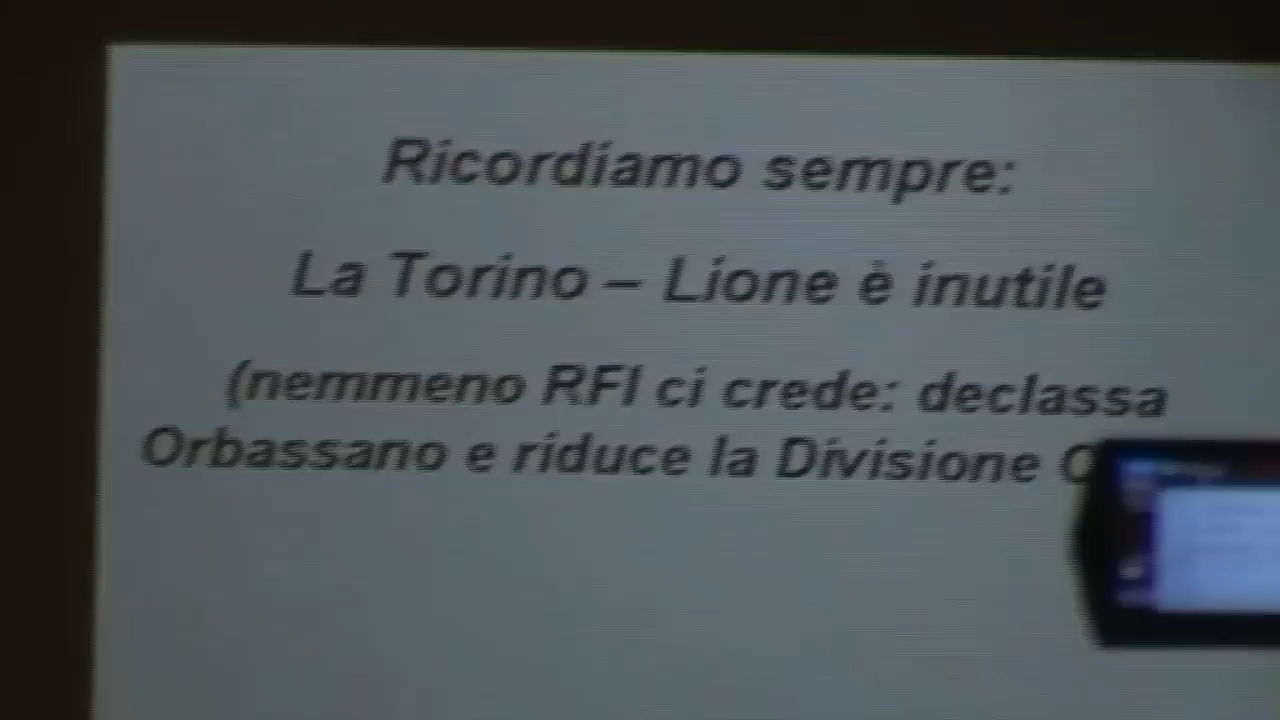 Ricordiamo sempre:
La Torino – Lione è inutile
(nemmeno RFI ci crede: declassa
Orbassano e riduce la Divisione